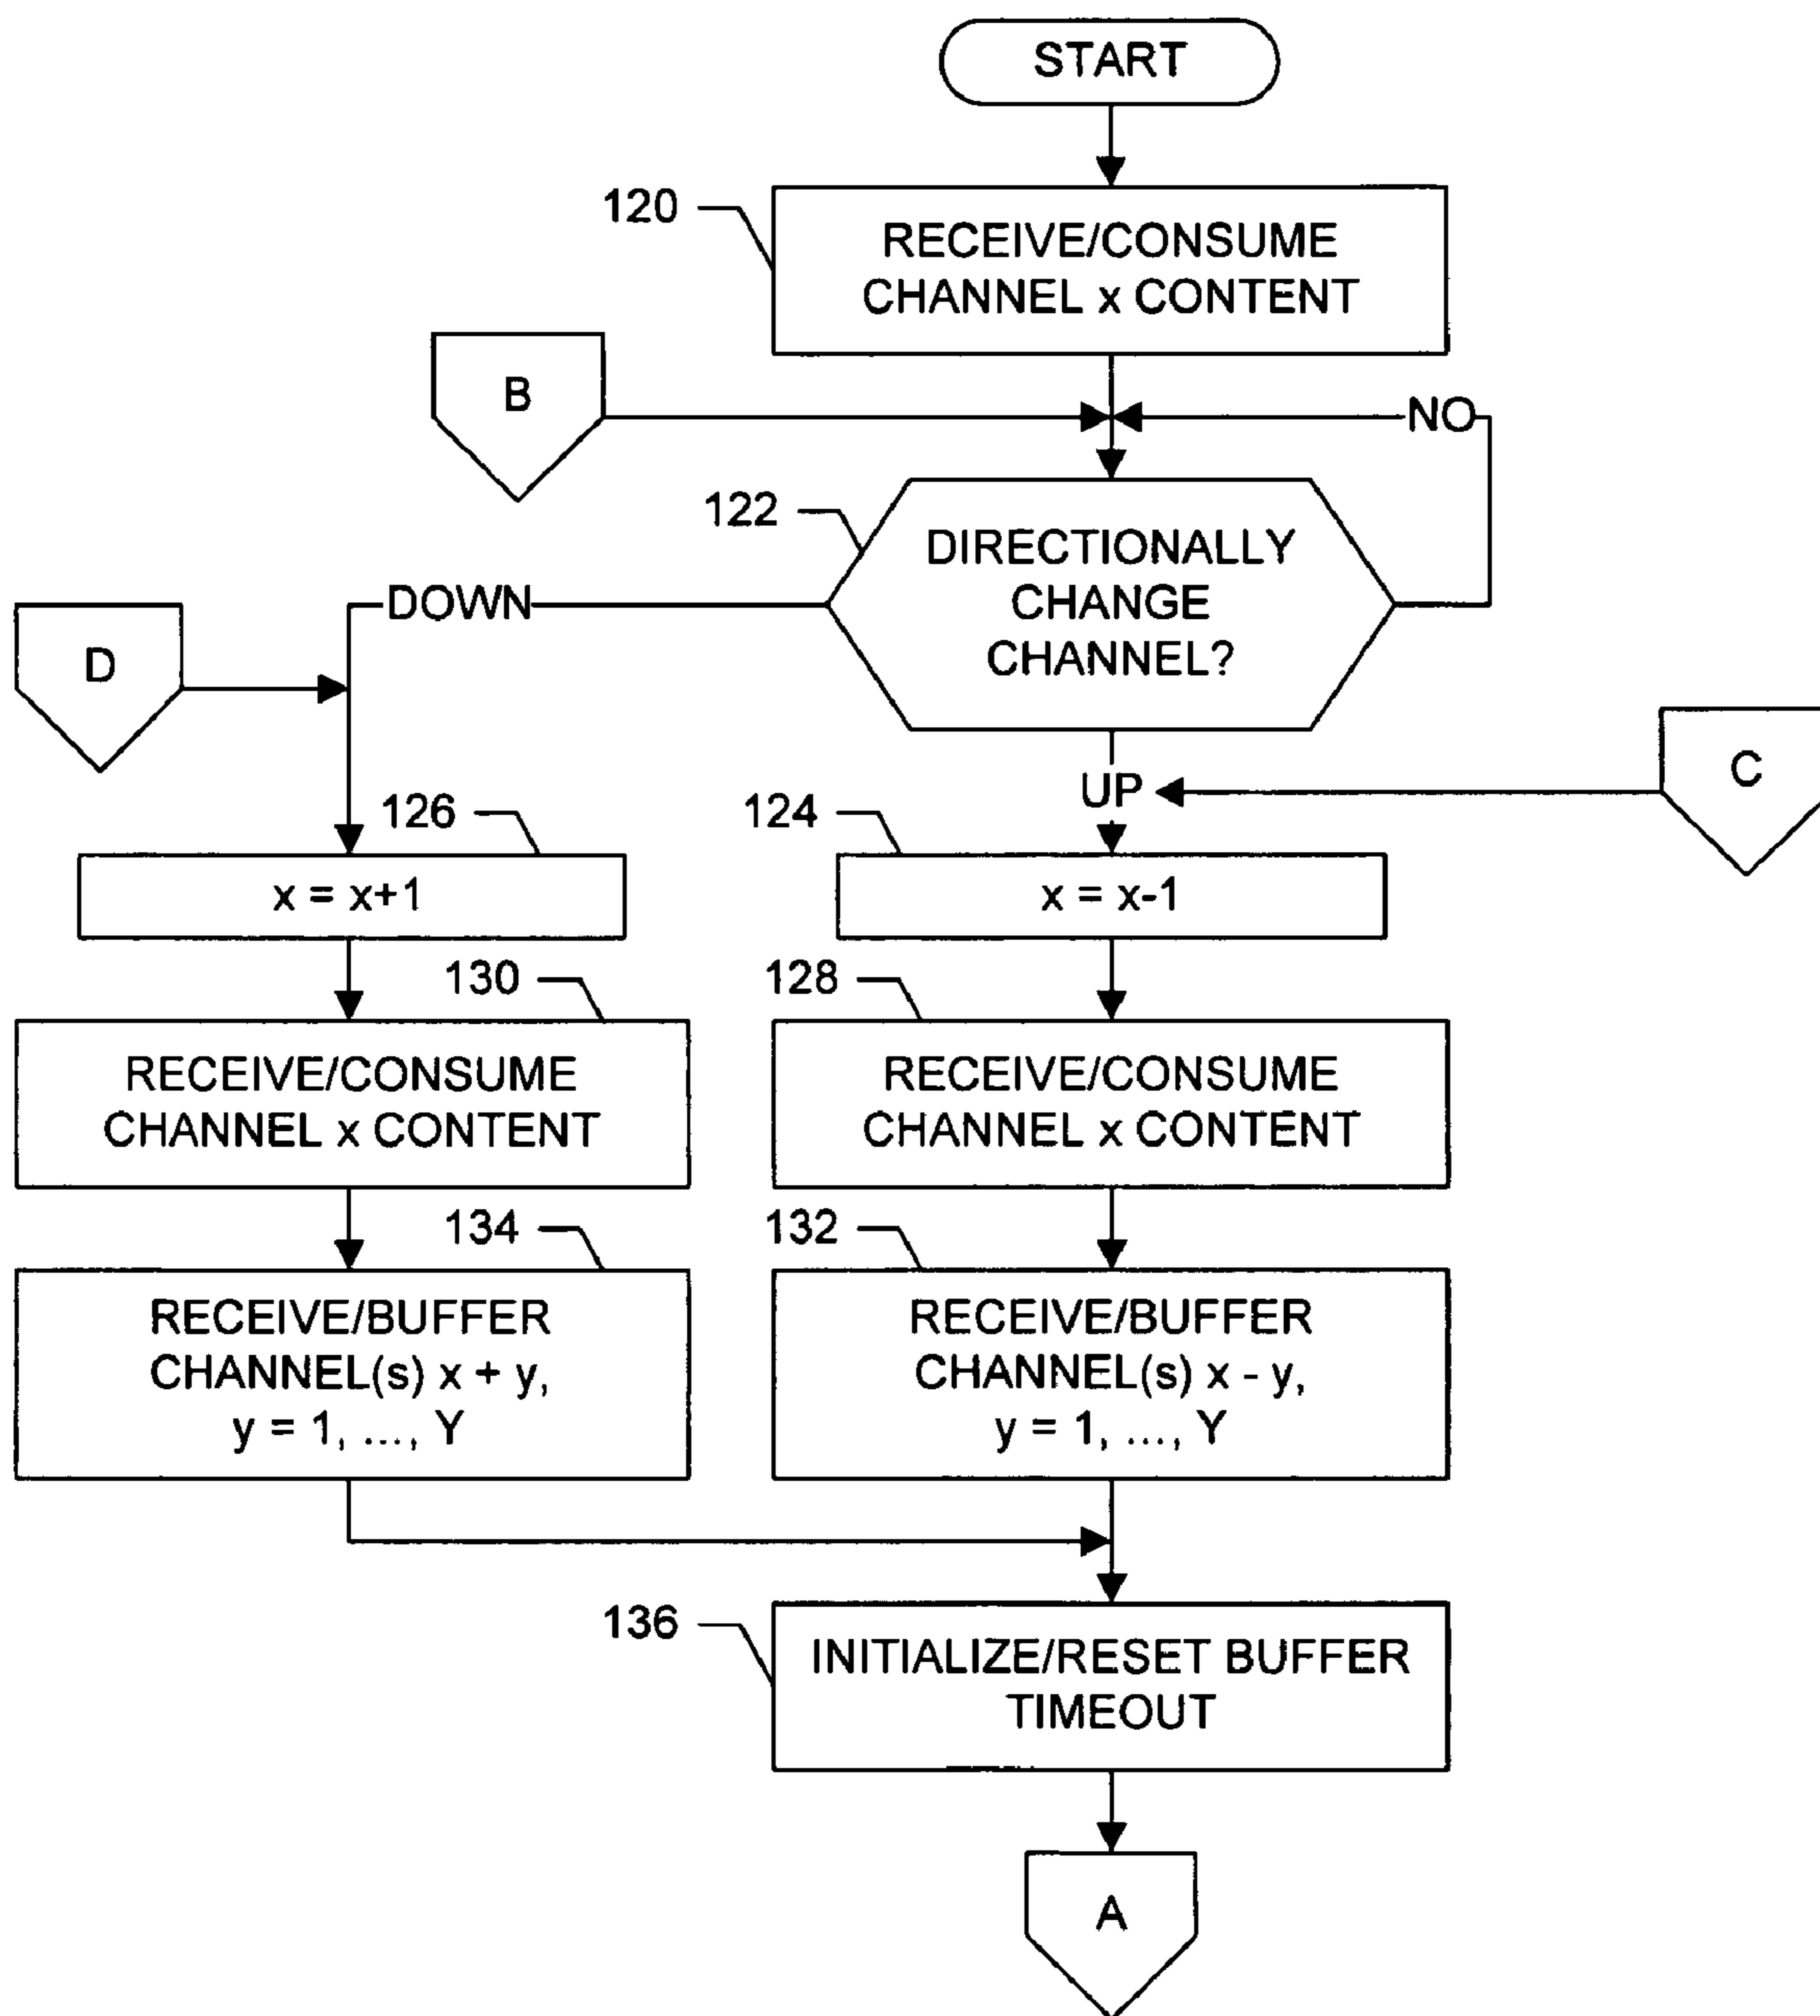 START
120
RECEIVE/CONSUME
CHANNEL x CONTENT
B
NO
122
DIRECTIONALLY
CHANGE
CHANNEL?
DOWN
D
UP
C
126
x = x+1
124
x = x-1
130
RECEIVE/CONSUME
CHANNEL x CONTENT
128
RECEIVE/CONSUME
CHANNEL x CONTENT
134
RECEIVE/BUFFER
CHANNEL(s) x + y,
y = 1, ..., Y
132
RECEIVE/BUFFER
CHANNEL(s) x - y,
y = 1, ..., Y
136
INITIALIZE/RESET BUFFER
TIMEOUT
A